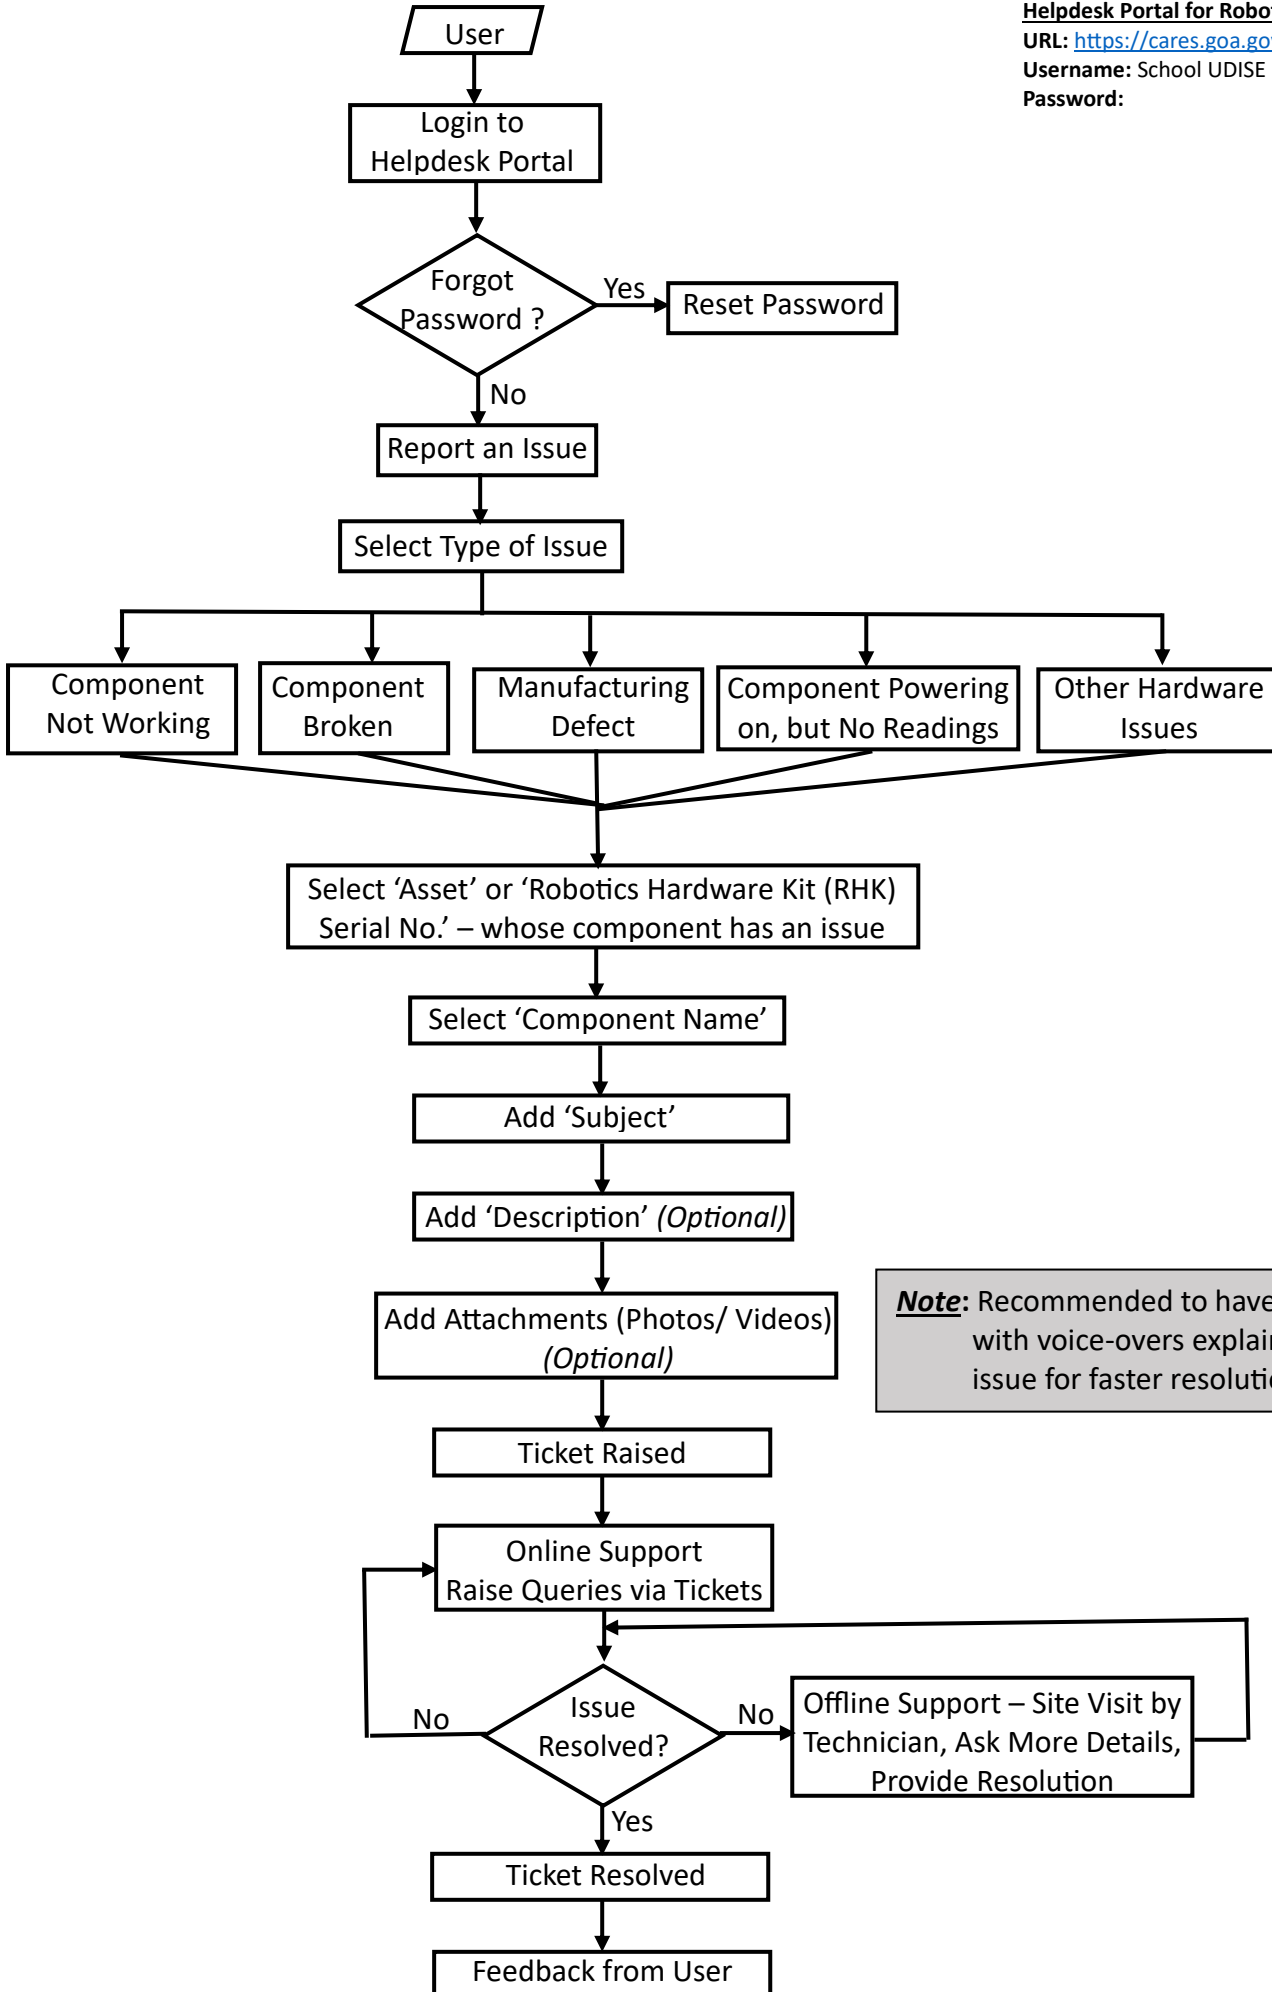 User
Helpdesk Portal for
URL: https://cares.goa.
Username: School UDISE
Password:
Login to
Helpdesk Portal
Forgot
Password ?
Yes
Reset Password
No
Report an Issue
Select Type of Issue
Component
Not Working
Component
Broken
Manufacturing
Defect
Component Powering
on, but No Readings
Other Hardware
Issues
Select ‘Asset’ or ‘Robotics Hardware Kit (RHK)
Serial No.’ – whose component has an issue
Select ‘Component Name’
Add ‘Subject’
Add ‘Description’ (Optional)
Add Attachments (Photos/ Videos)
(Optional)
Note: Recommended to have
with voice-overs
issue for faster
Ticket Raised
Online Support
Raise Queries via Tickets
No
Issue
Resolved?
No
Offline Support – Site Visit by
Technician, Ask More Details,
Provide Resolution
Yes
Ticket Resolved
Feedback from User